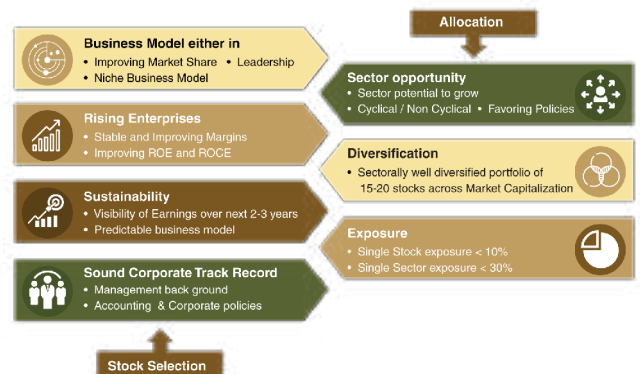 Allocation
Business Model either in
• Improving Market Share • Leadership
• Niche Business Model
Sector opportunity
• Sector potential to grow
• Cyclical / Non Cyclical • Favoring Policies
Rising Enterprises
• Stable and Improving Margins
• Improving ROE and ROCE
Diversification
• Sectorally well diversified portfolio of
15-20 stocks across Market Capitalization
Sustainability
• Visibility of Earnings over next 2-3 years
• Predictable business model
Exposure
• Single Stock exposure < 10%
• Single Sector exposure < 30%
Sound Corporate Track Record
• Management back ground
• Accounting & Corporate policies
Stock Selection